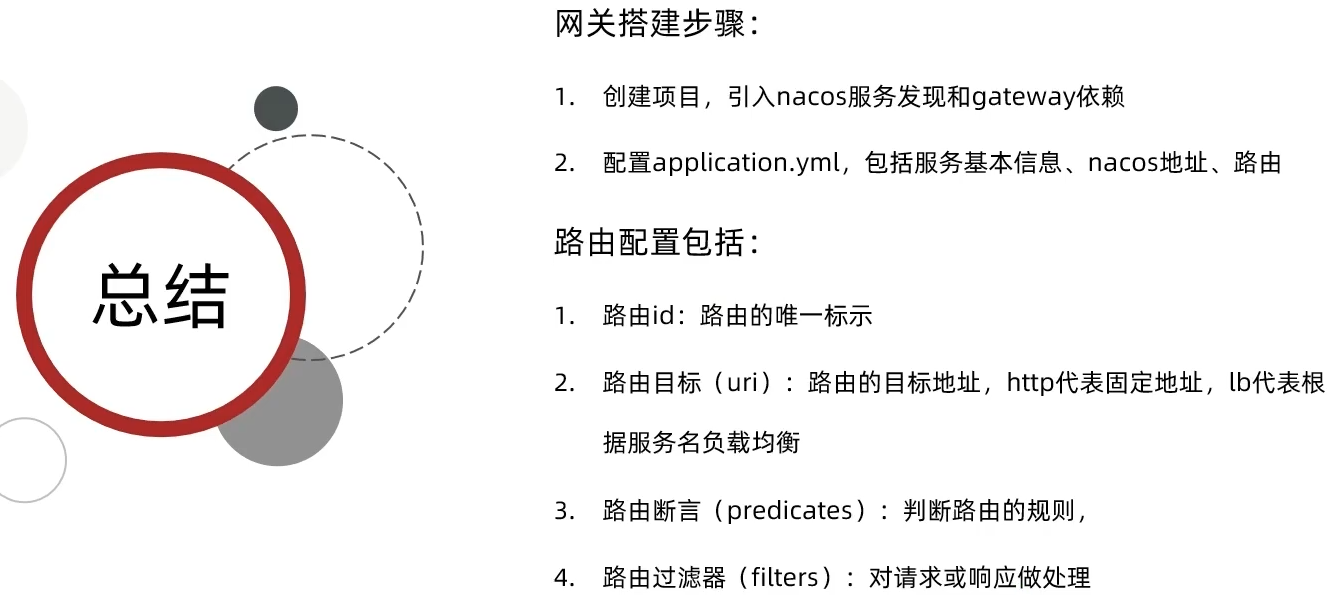 总结
网关搭建步骤：
1. 创建项目，引入nacos服务发现和gateway依赖
2. 配置application.yml，包括服务基本信息、nacos地址、路由
路由配置包括：
1. 路由id：路由的唯一标示
2. 路由目标（uri）：路由的目标地址，http代表固定地址，lb代表根
据服务名负载均衡
3. 路由断言（predicates）：判断路由的规则，
4. 路由过滤器（filters）：对请求或响应做处理